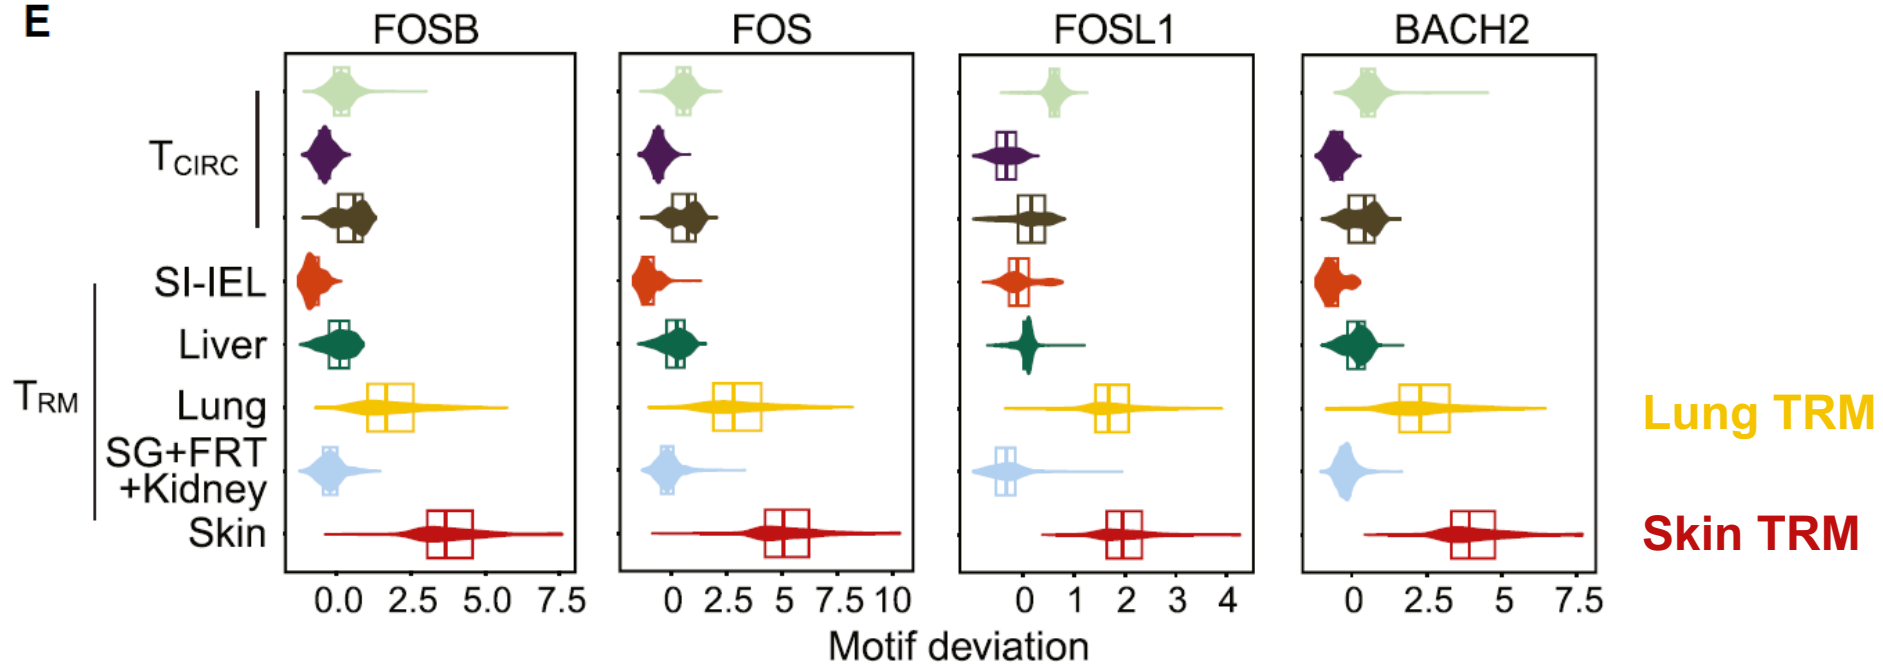 E
FOSB FOS FOSL1 BACH2
TCIRC
SI-IEL
Liver
TRM
Lung
Lung TRM
SG+FRT
+Kidney
Skin
Skin TRM
0.0 2.5 5.0 7.5 0 2.5 5 7.5 10 0 1 2 3 4 0 2.5 5 7.5
Motif deviation